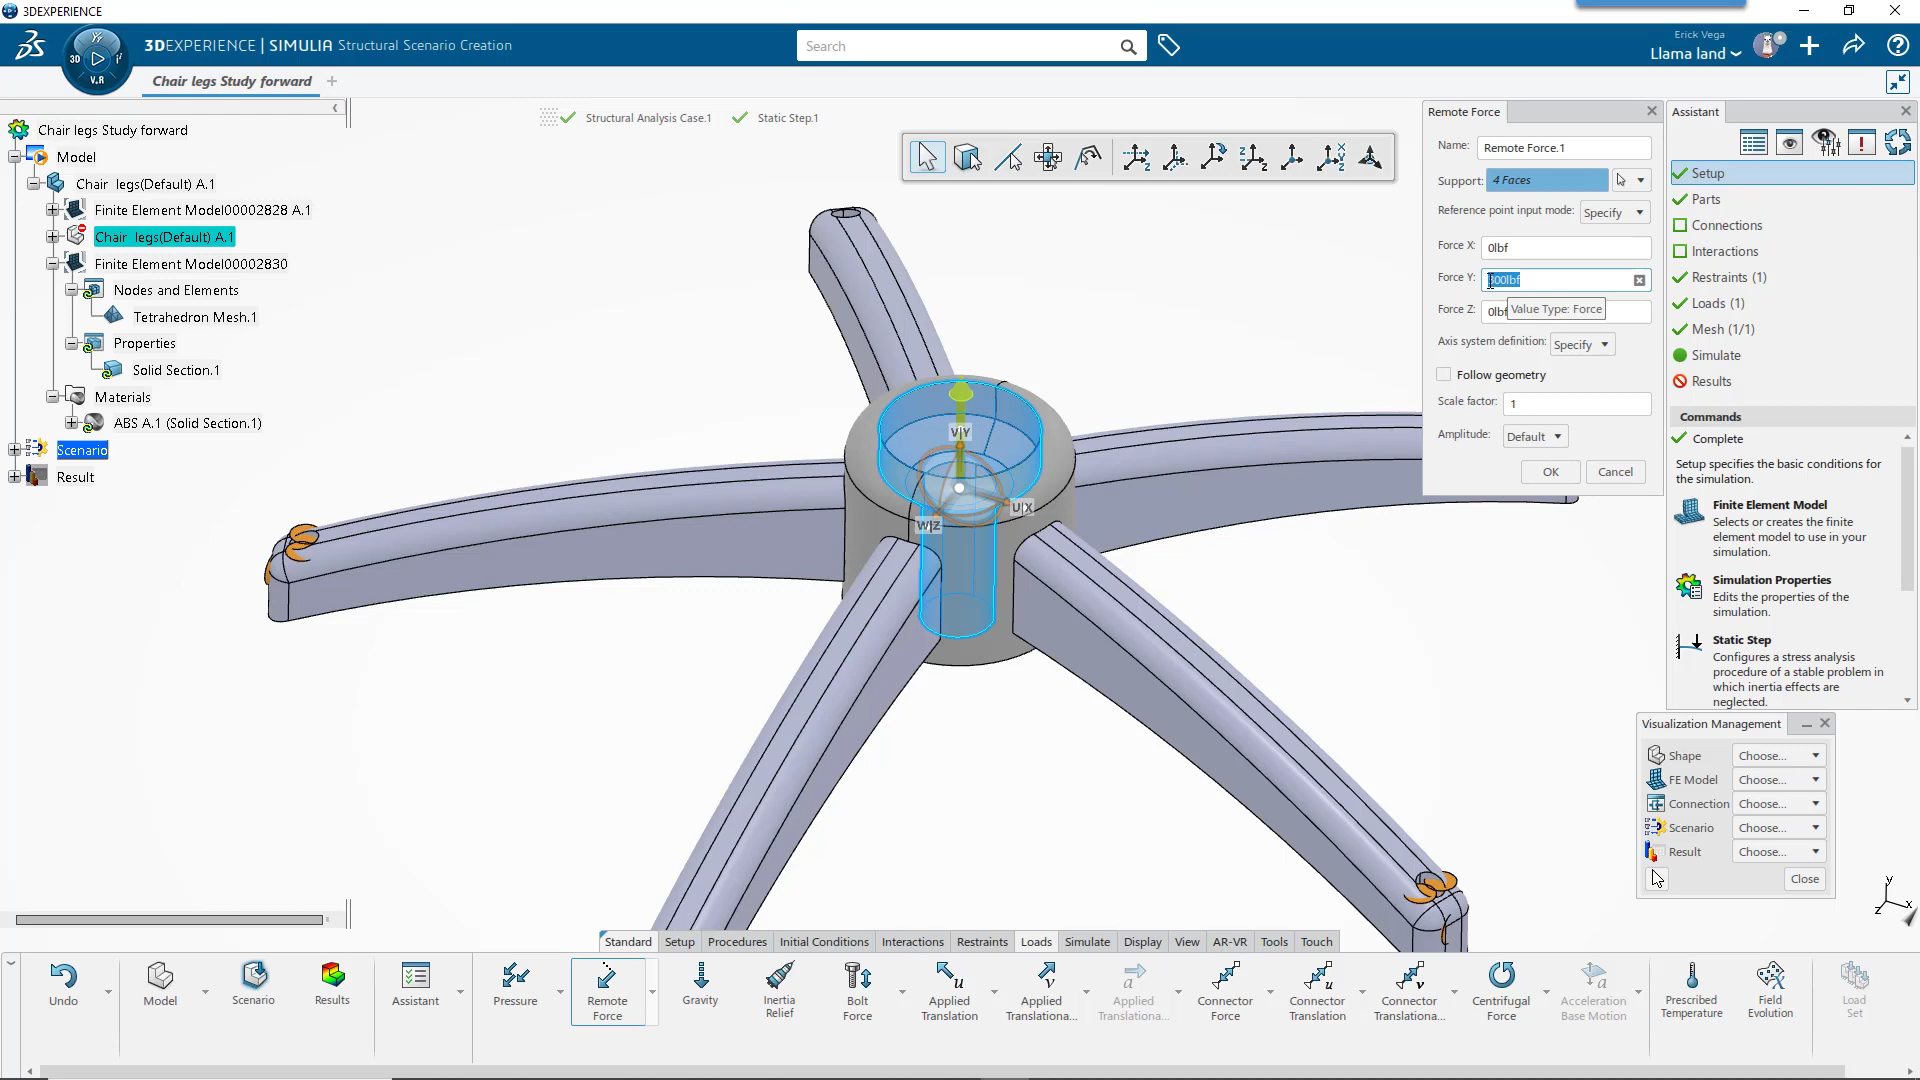 3DEXPERIENCE
3DEXPERIENCE | SIMULIA Structural Scenario Creation
Search
Erick Vega
Llama land
3D
V.R
Chair legs Study forward
Structural Analysis Case.1
Static Step.1
Chair legs Study forward
Model
Chair legs(Default) A.1
Finite Element Model00002828 A.1
Chair legs(Default) A.1
Finite Element Model00002830
Nodes and Elements
Tetrahedron Mesh.1
Properties
Solid Section.1
Materials
ABS A.1 (Solid Section.1)
Scenario
Result
V|Y
U|X
W|Z
Remote Force
Name:
Remote Force.1
Support:
4 Faces
Reference point input mode:
Specify
Force X:
0lbf
Force Y:
Force Z:
0lbf
Value Type: Force
Axis system definition:
Specify
Follow geometry
Scale factor:
1
Amplitude:
Default
OK
Cancel
Assistant
Setup
Parts
Connections
Interactions
Restraints (1)
Loads (1)
Mesh (1/1)
Simulate
Results
Commands
Complete
Setup specifies the basic conditions for
the simulation.
Finite Element Model
Selects or creates the finite
element model to use in your
simulation.
Simulation Properties
Edits the properties of the
simulation.
Static Step
Configures a stress analysis
procedure of a stable problem in
which inertia effects are
neglected.
Visualization Management
Shape
Choose...
FE Model
Choose...
Connection
Choose...
Scenario
Choose...
Result
Choose...
Close
y
z
x
Standard
Setup
Procedures
Initial Conditions
Interactions
Restraints
Loads
Simulate
Display
View
AR-VR
Tools
Touch
Undo
Model
Scenario
Results
Assistant
Pressure
Remote
Force
Gravity
Inertia
Relief
Bolt
Force
Applied
Translation
Applied
Translationa...
Applied
Translationa...
Connector
Force
Connector
Translation
Connector
Translationa...
Centrifugal
Force
Acceleration
Base Motion
Prescribed
Temperature
Field
Evolution
Load
Set